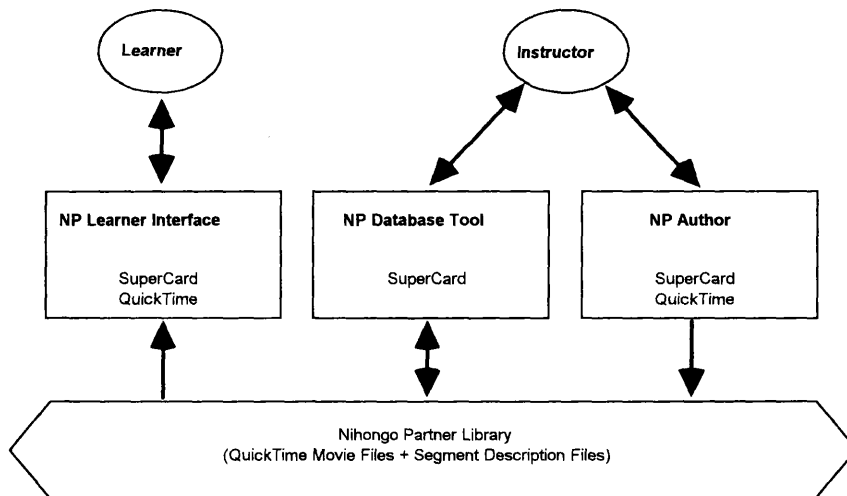 Learner
Instructor
NP Learner Interface
SuperCard
QuickTime
NP Database Tool
SuperCard
NP Author
SuperCard
QuickTime
Nihongo Partner Library
(QuickTime Movie Files + Segment Description Files)